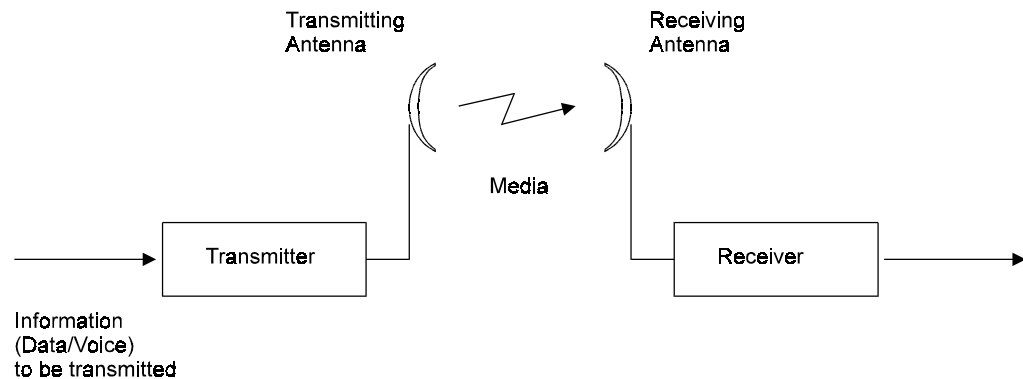 Transmitting
Antenna
Receiving
Antenna
Media
Transmitter
Receiver
Information
(Data/Voice)
to be transmitted